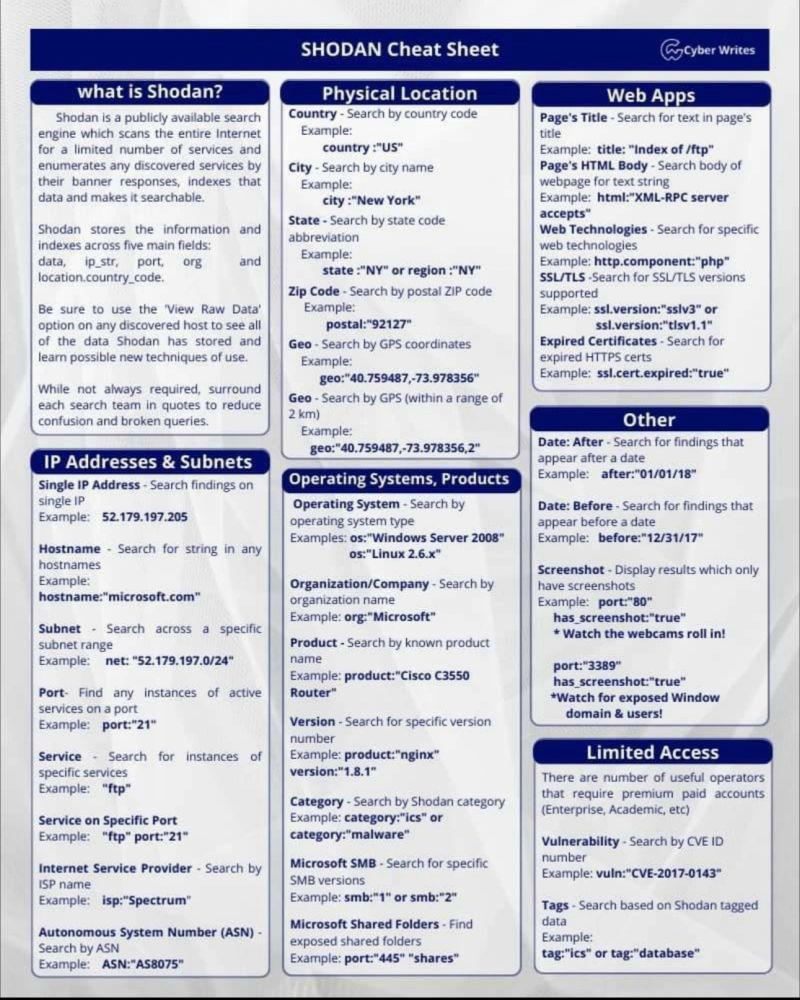 SHODAN Cheat Sheet
Cyber Writes
what is Shodan?
Shodan is a publicly available search
engine which scans the entire Internet
for a limited number of services and
enumerates any discovered services by
their banner responses, indexes that
data and makes it searchable.
Shodan stores the information and
indexes across five main fields:
data, ip_str, port, org and
location.country_code.
Be sure to use the 'View Raw Data'
option on any discovered host to see all
of the data Shodan has stored and
learn possible new techniques of use.
While not always required, surround
each search team in quotes to reduce
confusion and broken queries.
IP Addresses & Subnets
Single IP Address - Search findings on
single IP
Example: 52.179.197.205
Hostname - Search for string in any
hostnames
Example:
hostname:"microsoft.com"
Subnet - Search across a specific
subnet range
Example: net: "52.179.197.0/24"
Port- Find any instances of active
services on a port
Example: port:"21"
Service - Search for instances of
specific services
Example: "ftp"
Service on Specific Port
Example: "ftp" port:"21"
Internet Service Provider - Search by
ISP name
Example: isp:"Spectrum"
Autonomous System Number (ASN) -
Search by ASN
Example: ASN:"AS8075"
Physical Location
Country - Search by country code
Example:
country :"US"
City - Search by city name
Example:
city :"New York"
State - Search by state code
abbreviation
Example:
state :"NY" or region :"NY"
Zip Code - Search by postal ZIP code
Example:
postal:"92127"
Geo - Search by GPS coordinates
Example:
geo:"40.759487,-73.978356"
Geo - Search by GPS (within a range of
2 km)
Example:
geo:"40.759487,-73.978356,2"
Operating Systems, Products
Operating System - Search by
operating system type
Examples: os:"Windows Server 2008"
os:"Linux 2.6.x"
Organization/Company - Search by
organization name
Example: org:"Microsoft"
Product - Search by known product
name
Example: product:"Cisco C3550
Router"
Version - Search for specific version
number
Example: product:"nginx"
version:"1.8.1"
Category - Search by Shodan category
Example: category:"ics" or
category:"malware"
Microsoft SMB - Search for specific
SMB versions
Example: smb:"1" or smb:"2"
Microsoft Shared Folders - Find
exposed shared folders
Example: port:"445" "shares"
Web Apps
Page's Title - Search for text in page's
title
Example: title: "Index of /ftp"
Page's HTML Body - Search body of
webpage for text string
Example: html:"XML-RPC server
accepts"
Web Technologies - Search for specific
web technologies
Example: http.component:"php"
SSL/TLS -Search for SSL/TLS versions
supported
Example: ssl.version:"sslv3" or
ssl.version:"tlsv1.1"
Expired Certificates - Search for
expired HTTPS certs
Example: ssl.cert.expired:"true"
Other
Date: After - Search for findings that
appear after a date
Example: after:"01/01/18"
Date: Before - Search for findings that
appear before a date
Example: before:"12/31/17"
Screenshot - Display results which only
have screenshots
Example: port:"80"
has_screenshot:"true"
* Watch the webcams roll in!
port:"3389"
has_screenshot:"true"
*Watch for exposed Window
domain & users!
Limited Access
There are number of useful operators
that require premium paid accounts
(Enterprise, Academic, etc)
Vulnerability - Search by CVE ID
number
Example: vuln:"CVE-2017-0143"
Tags - Search based on Shodan tagged
data
Example:
tag:"ics" or tag:"database"